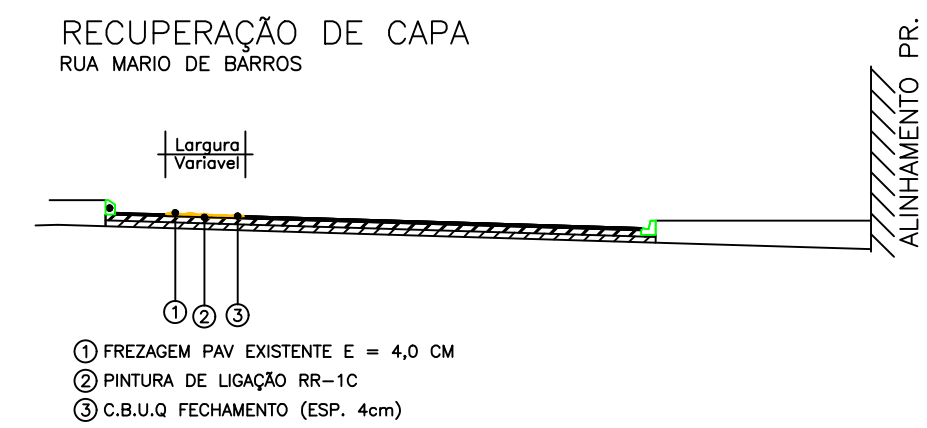 RECUPERAÇÃO DE CAPA
RUA MARIO DE BARROS
Largura
Variavel
ALINHAMENTO PR.
1 2 3
1 FREZAGEM PAV EXISTENTE E = 4,0 CM
2 PINTURA DE LIGAÇÃO RR-1C
3 C.B.U.Q FECHAMENTO (ESP. 4cm)